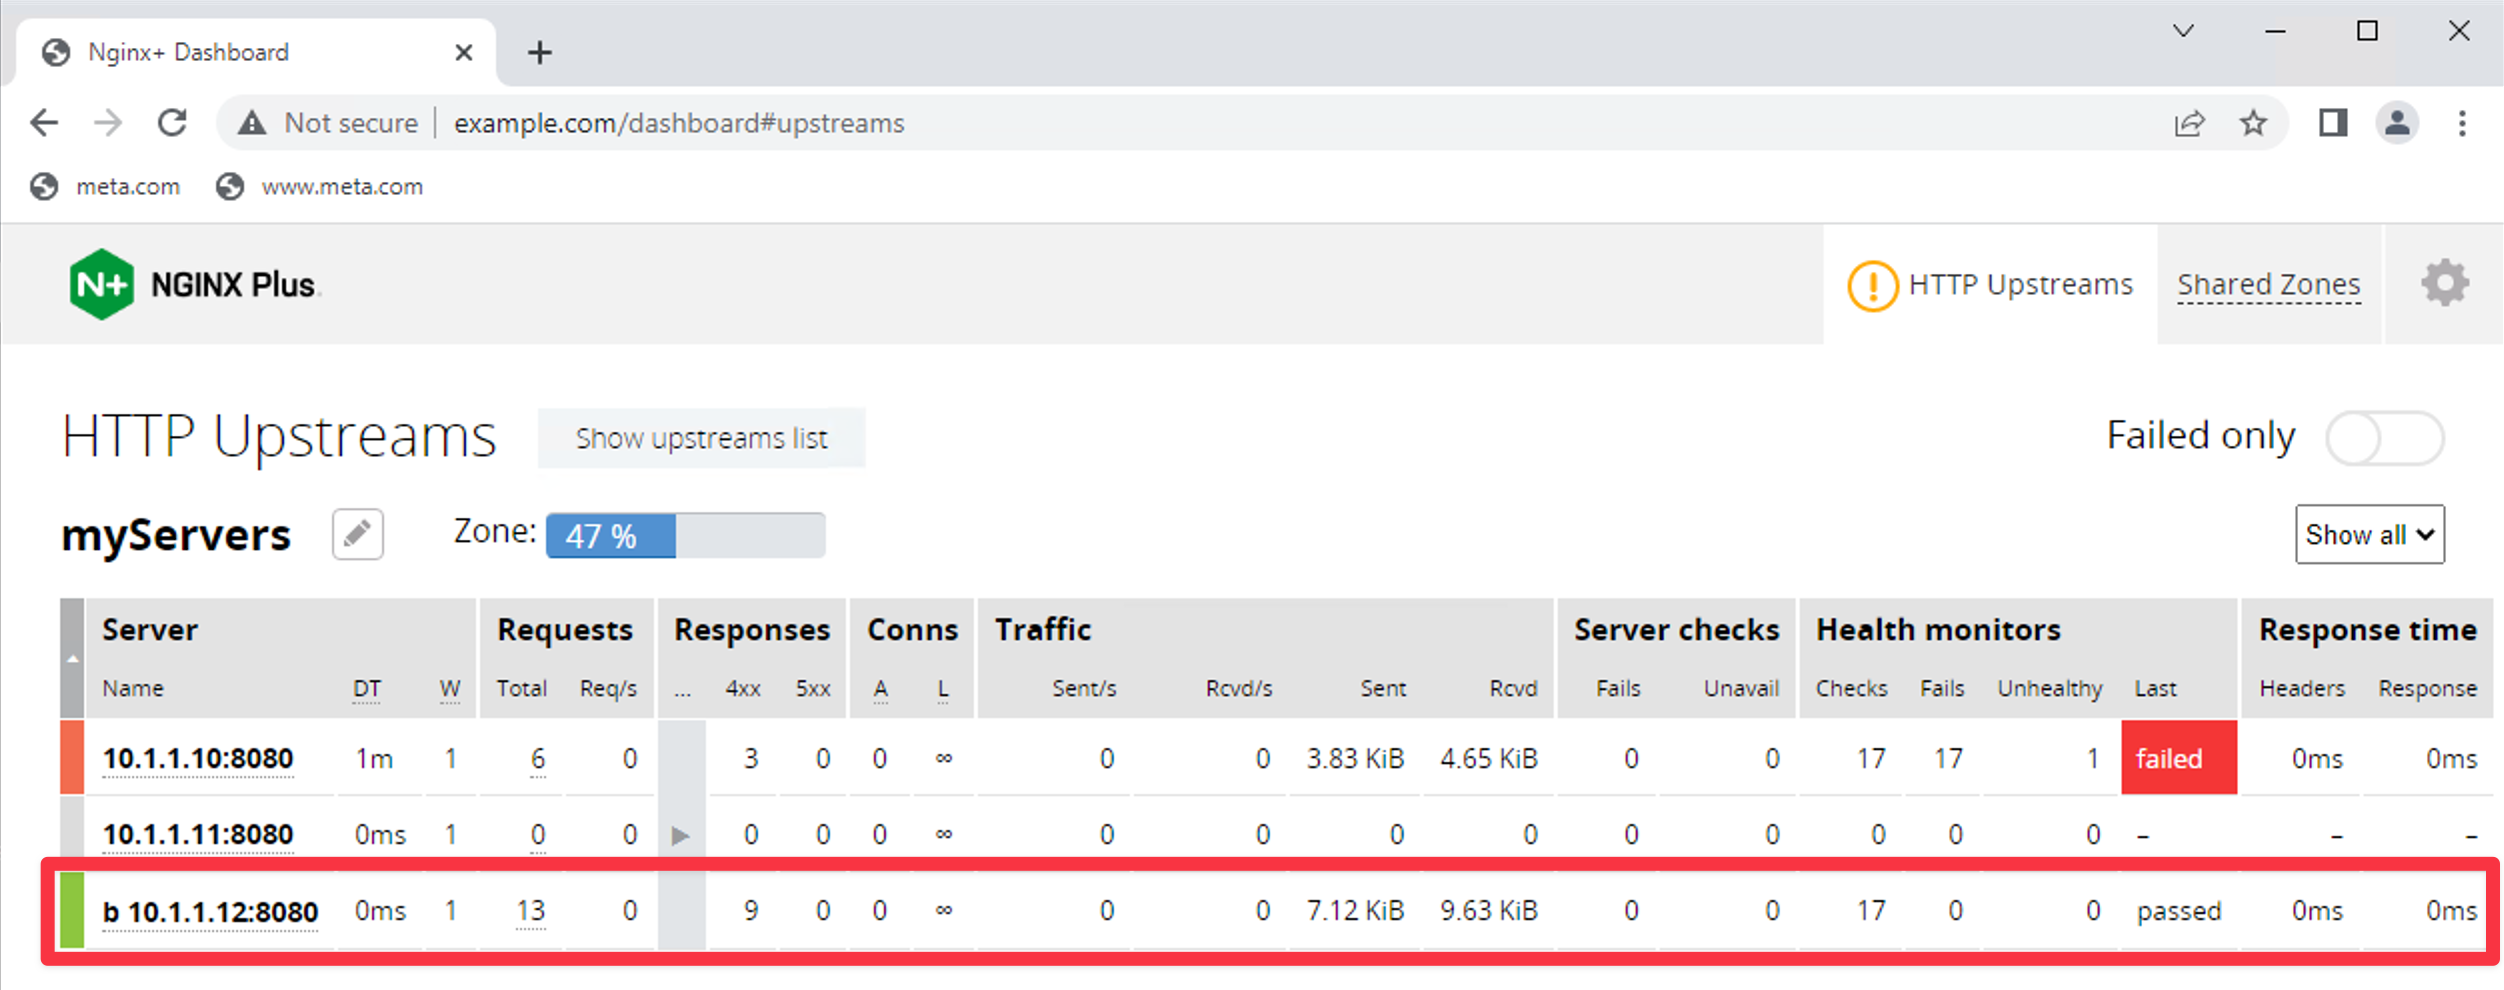 Nginx+ Dashboard
Not secure example.com/dashboard#upstreams
meta.com www.meta.com
N+ NGINX Plus HTTP Upstreams Shared Zones
HTTP Upstreams Show upstreams list Failed only
myServers Zone: 47 % Show all
Server Requests Responses Conns Traffic Server checks Health monitors Response time
Name DT W Total Req/s ... 4xx 5xx A L Sent/s Rcvd/s Sent Rcvd Fails Unavail Checks Fails Unhealthy Last Headers Response
10.1.1.10:8080 1m 1 6 0 3 0 0 ∞ 0 0 3.83 KiB 4.65 KiB 0 0 17 17 1 failed 0ms 0ms
10.1.1.11:8080 0ms 1 0 0 0 0 0 ∞ 0 0 0 0 0 0 0 0 0 – – –
b 10.1.1.12:8080 0ms 1 13 0 9 0 0 ∞ 0 0 7.12 KiB 9.63 KiB 0 0 17 0 0 passed 0ms 0ms